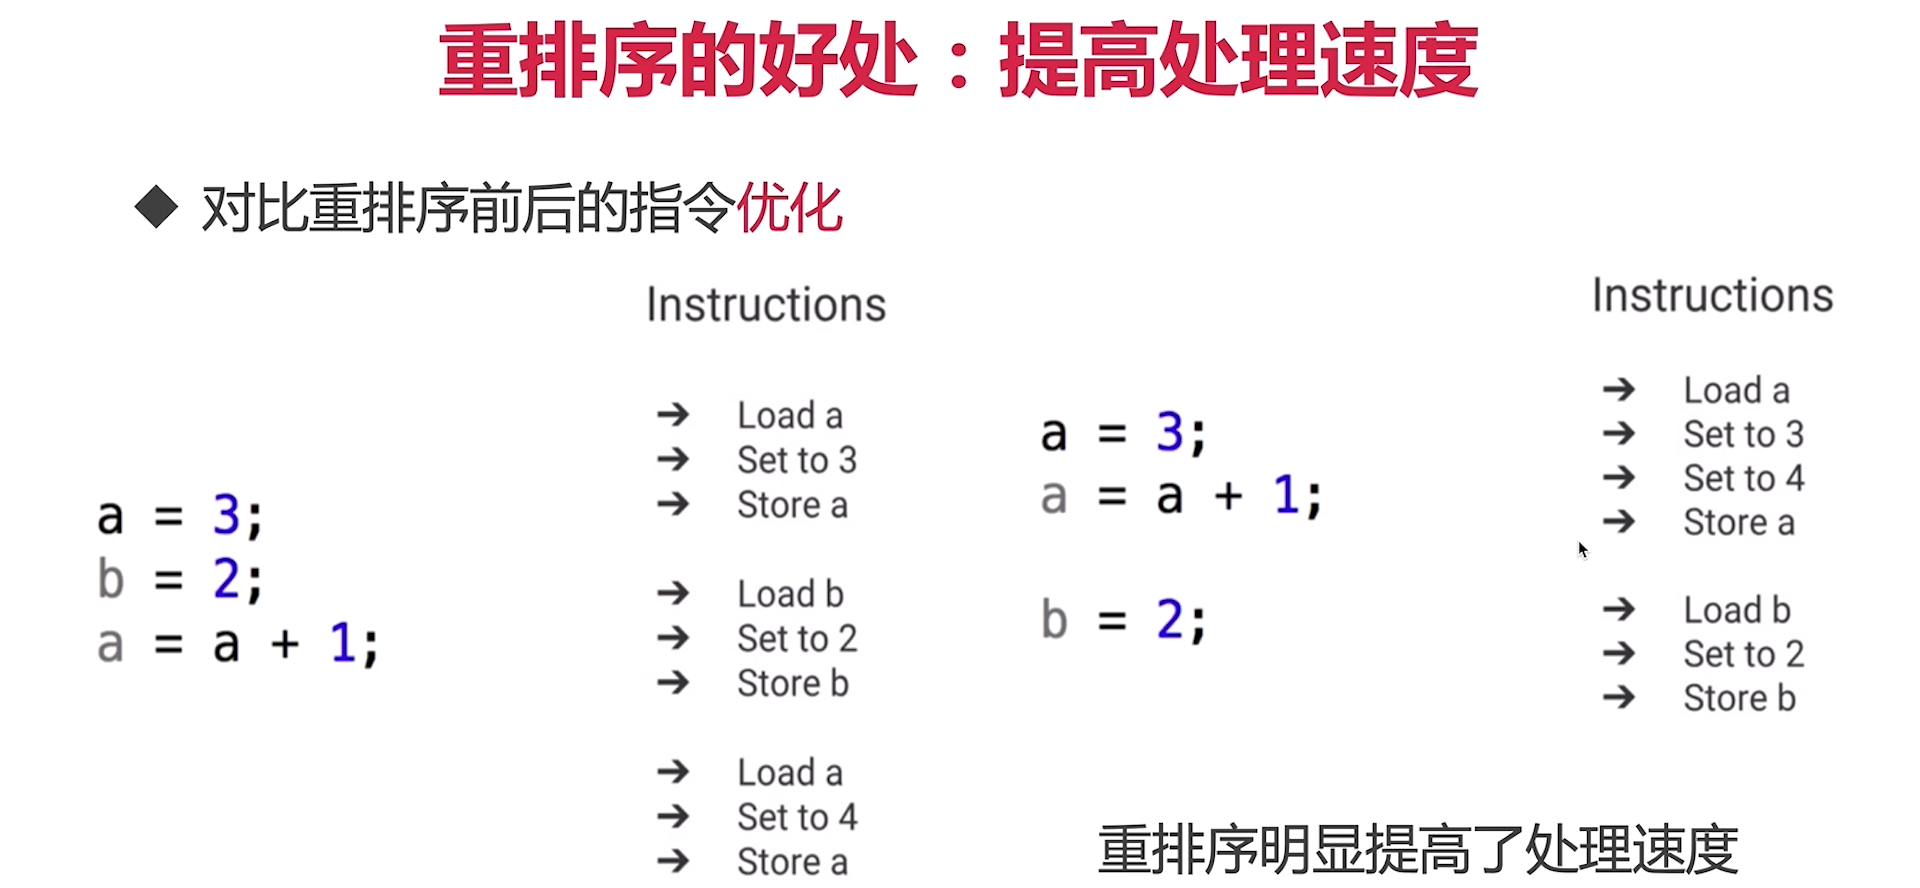 重排序的好处：提高处理速度
◆ 对比重排序前后的指令优化
a = 3;
b = 2;
a = a + 1;
Instructions
➔ Load a
➔ Set to 3
➔ Store a
➔ Load b
➔ Set to 2
➔ Store b
➔ Load a
➔ Set to 4
➔ Store a
a = 3;
a = a + 1;
b = 2;
Instructions
➔ Load a
➔ Set to 3
➔ Set to 4
➔ Store a
➔ Load b
➔ Set to 2
➔ Store b
重排序明显提高了处理速度